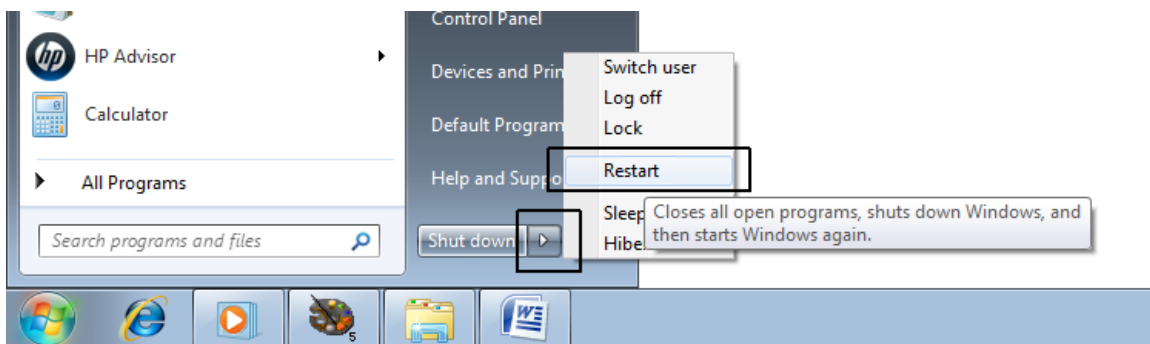 Control Panel
hp
HP Advisor
Devices and Prin
Switch user
Log off
Calculator
Default Program
Lock
Restart
All Programs
Help and Suppo
Sleep
Closes all open programs, shuts down Windows, and
then starts Windows again.
Search programs and files
Shut down
Hibe
W
5